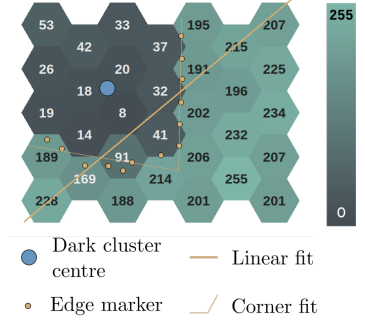 53 33 195 207 255
42 37 215
26 20 191 225
18 32 196
19 8 202 234
14 41 232
189 91 206 207
169 214 255
228 188 201 201
0
Dark cluster centre
Linear fit
Edge marker
Corner fit